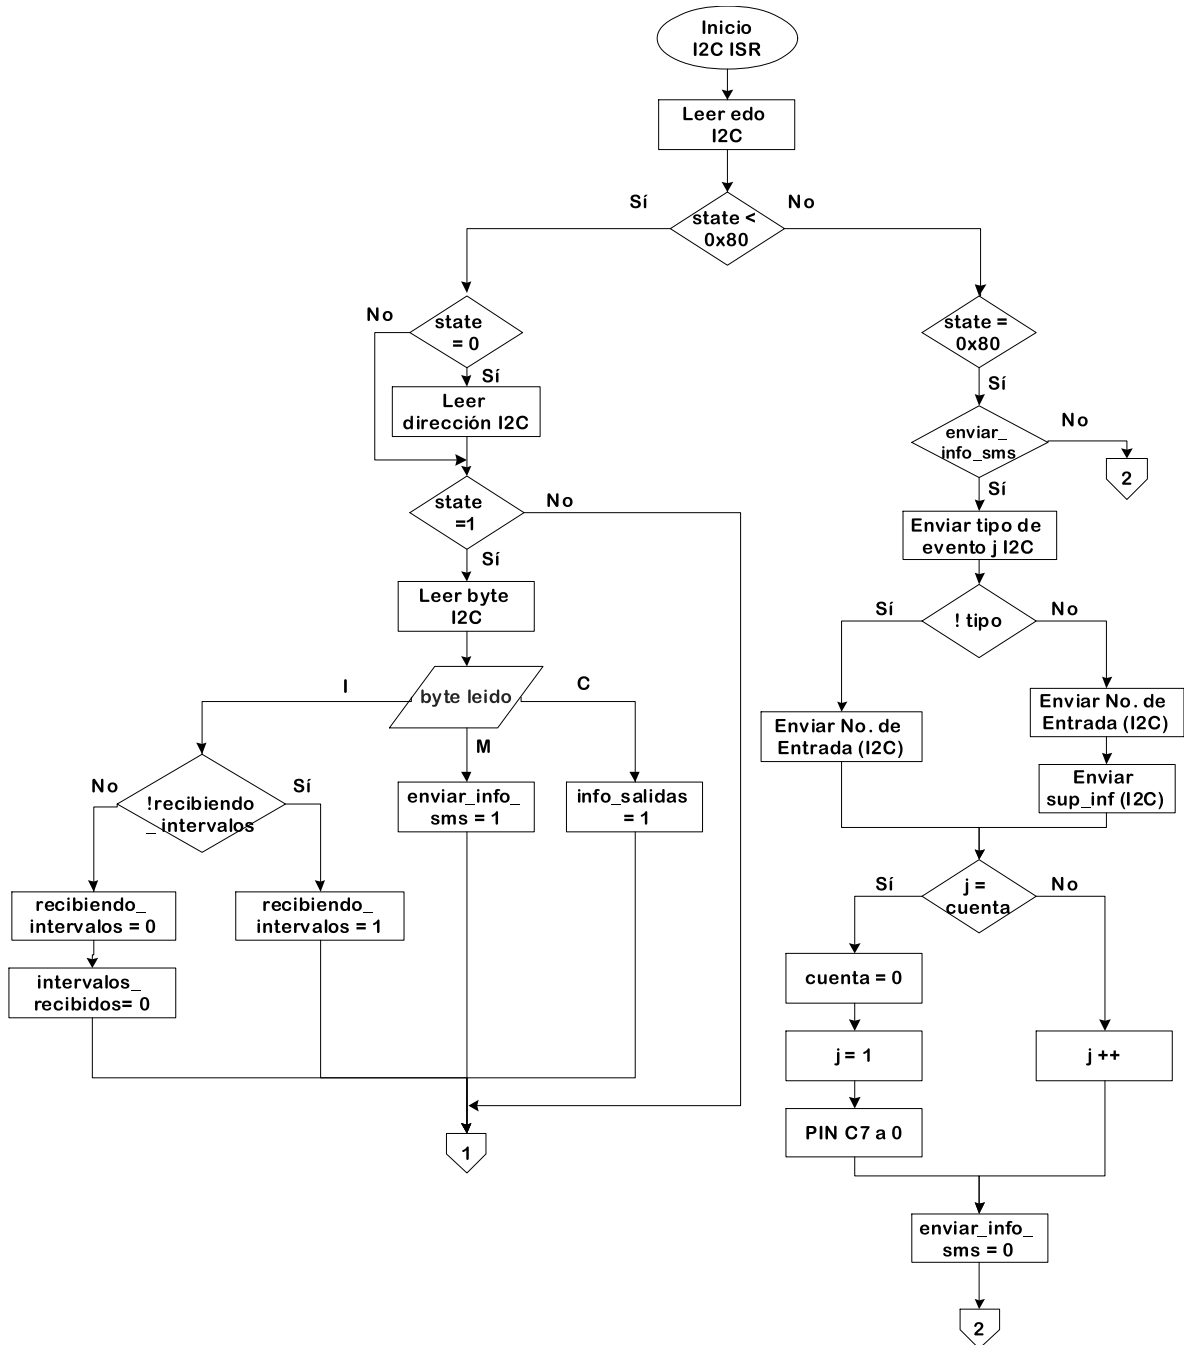 Inicio
I2C ISR
Leer edo
I2C
Sí
No
state <
0x80
No
state
= 0
Sí
Leer
dirección I2C
state
=1
No
Sí
Leer byte
I2C
byte leido
I
C
M
No
Sí
!recibiendo
_ intervalos
enviar_info_
sms = 1
info_salidas
= 1
recibiendo_
intervalos = 0
recibiendo_
intervalos = 1
intervalos_
recibidos= 0
1
state =
0x80
Sí
enviar_
info_sms
No
2
Sí
Enviar tipo de
evento j I2C
Sí
! tipo
No
Enviar No. de
Entrada (I2C)
Enviar No. de
Entrada (I2C)
Enviar
sup_inf (I2C)
Sí
j =
cuenta
No
cuenta = 0
j = 1
j ++
PIN C7 a 0
enviar_info_
sms = 0
2